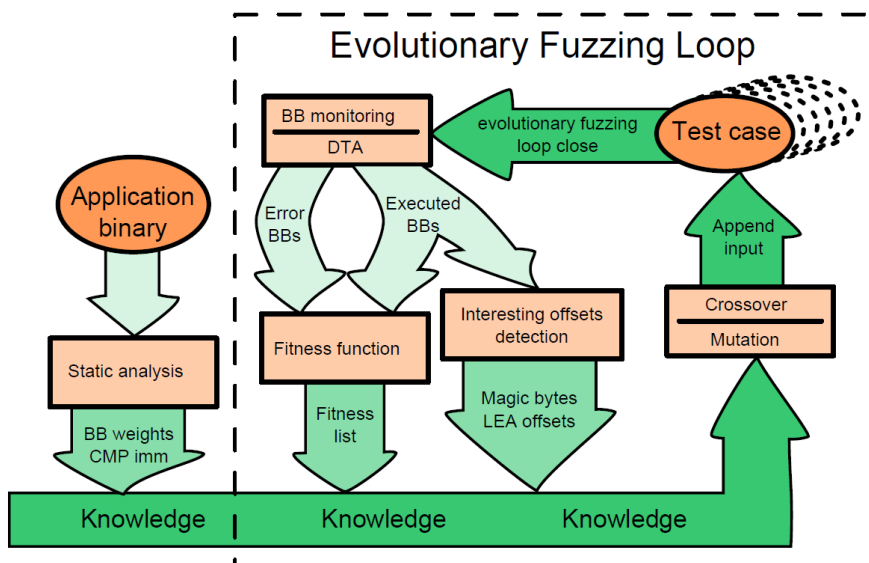 Evolutionary Fuzzing Loop
BB monitoring
DTA
evolutionary fuzzing
loop close
Test case
Application
binary
Error
BBs
Executed
BBs
Append
input
Crossover
Mutation
Static analysis
Fitness function
Interesting offsets
detection
BB weights
CMP imm
Fitness
list
Magic bytes
LEA offsets
Knowledge
Knowledge
Knowledge